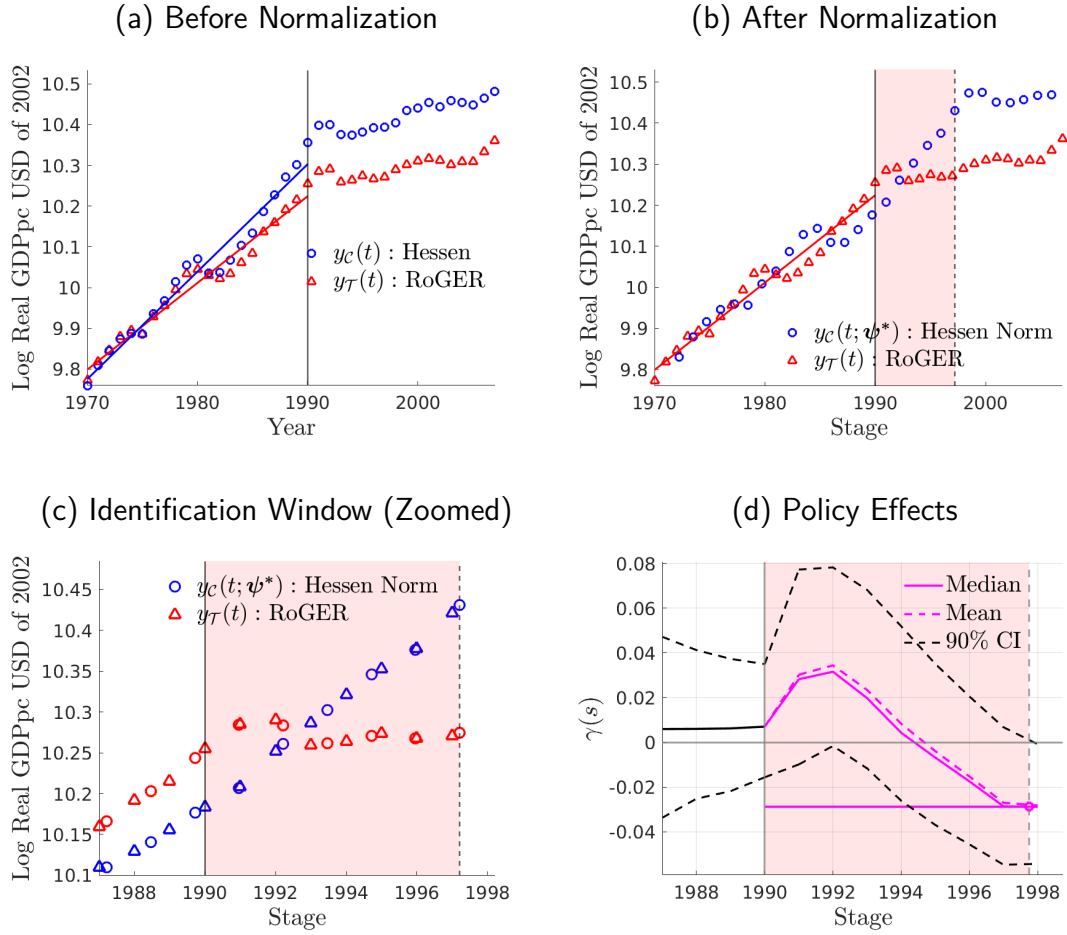 (a) Before Normalization
Log Real GDPpc USD of 2002
10.5
10.4
10.3
10.2
10.1
10
9.9
9.8
y_C(t) : Hessen
y_T(t) : RoGER
1970
1980
1990
2000
Year
(b) After Normalization
Log Real GDPpc USD of 2002
10.5
10.4
10.3
10.2
10.1
10
9.9
9.8
y_C(t; ψ*) : Hessen Norm
y_T(t) : RoGER
1970
1980
1990
2000
Stage
(c) Identification Window (Zoomed)
Log Real GDPpc USD of 2002
10.45
10.4
10.35
10.3
10.25
10.2
10.15
10.1
y_C(t; ψ*) : Hessen Norm
y_T(t) : RoGER
1988
1990
1992
1994
1996
1998
Stage
(d) Policy Effects
γ(s)
0.08
0.06
0.04
0.02
0
-0.02
-0.04
Median
Mean
90% CI
1988
1990
1992
1994
1996
1998
Stage